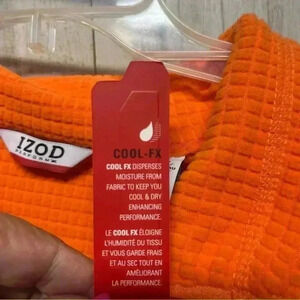 IZOD
PERFORMX
COOL-FX
COOL FX DISPERSES
MOISTURE FROM
FABRIC TO KEEP YOU
COOL & DRY
ENHANCING
PERFORMANCE.
LE COOL FX ÉLOIGNE
L'HUMIDITÉ DU TISSU
ET VOUS GARDE FRAIS
ET AU SEC TOUT EN
AMÉLIORANT
LA PERFORMANCE.